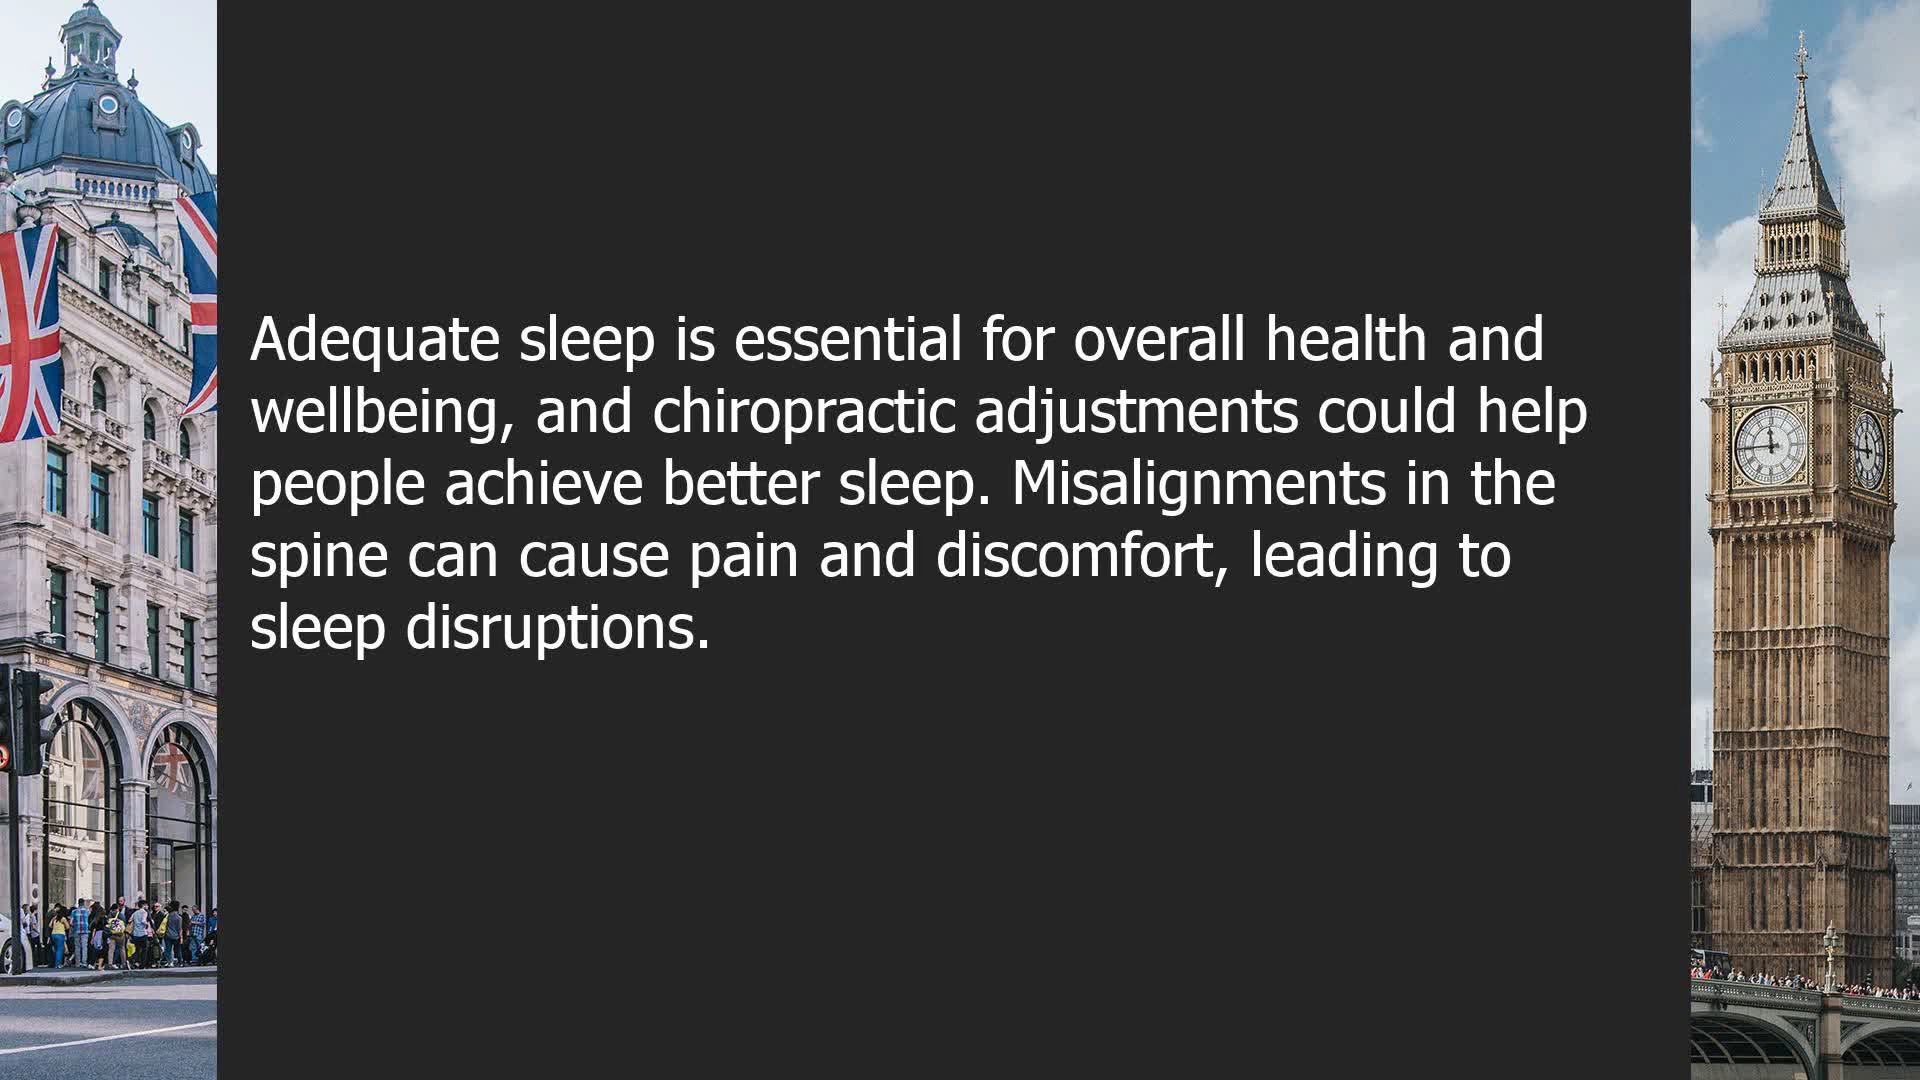 Adequate sleep is essential for overall health and
wellbeing, and chiropractic adjustments could help
people achieve better sleep. Misalignments in the
spine can cause pain and discomfort, leading to
sleep disruptions.